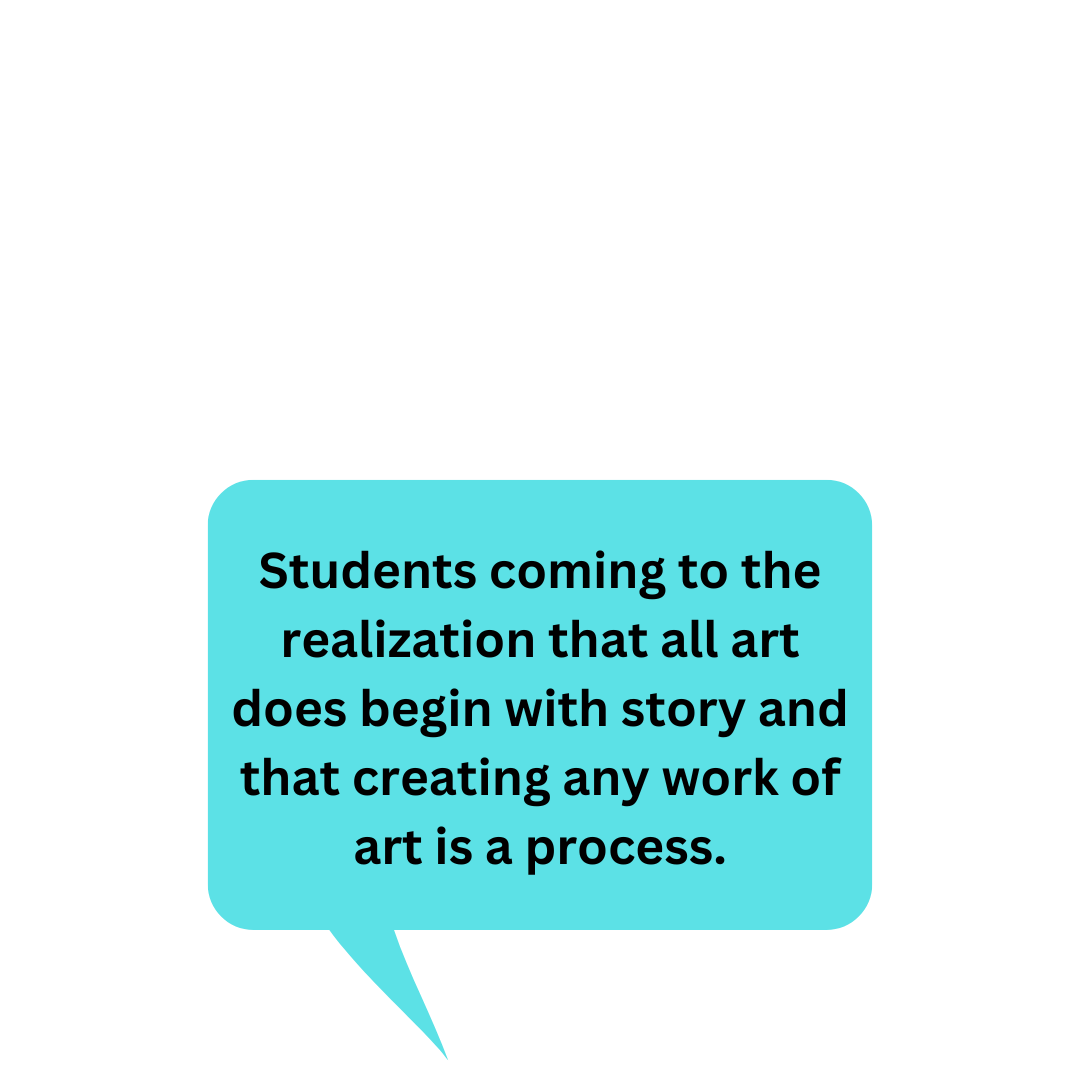 Students coming to the
realization that all art
does begin with story and
that creating any work of
art is a process.